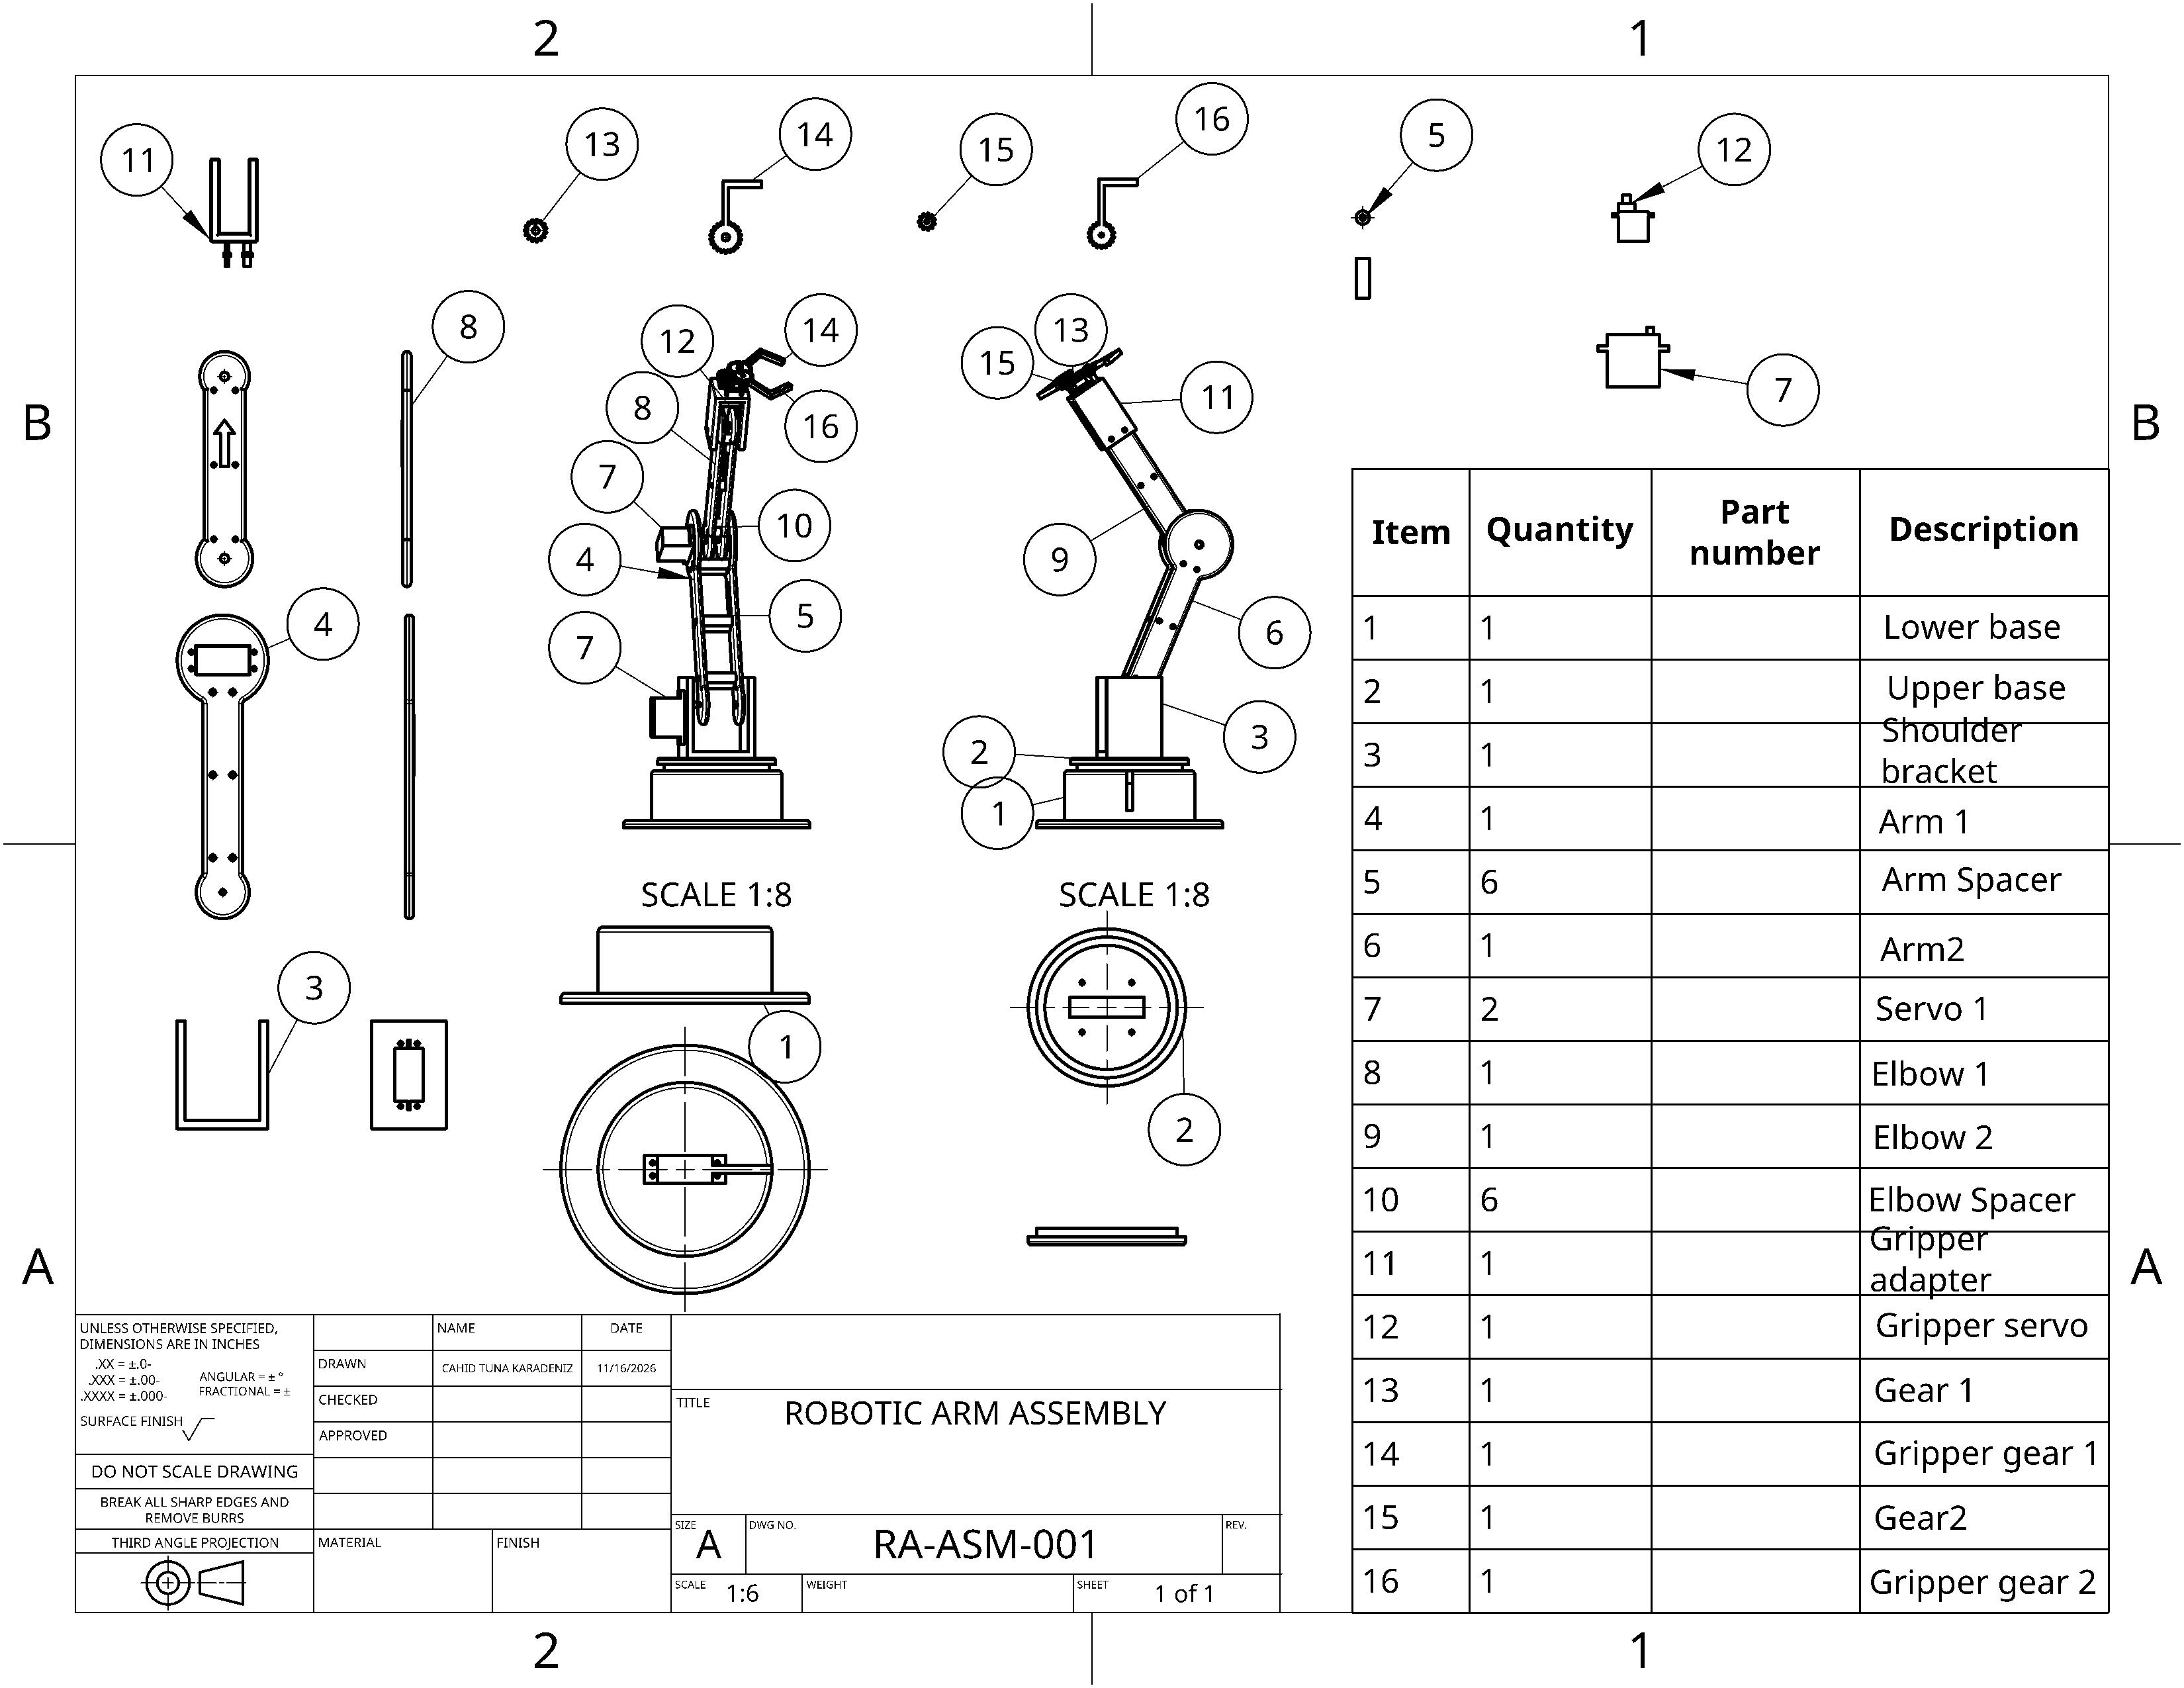 2 1
11 13 14 15 16 5 12
8 12 14 13 15 11 7
8 16
B B
7 10 9
4 5 6
4 7 3
2
1
SCALE 1:8 SCALE 1:8
3 1 2
A A
Item Quantity Part number Description
1 1 Lower base
2 1 Upper base
3 1 Shoulder bracket
4 1 Arm 1
5 6 Arm Spacer
6 1 Arm2
7 2 Servo 1
8 1 Elbow 1
9 1 Elbow 2
10 6 Elbow Spacer
11 1 Gripper adapter
12 1 Gripper servo
13 1 Gear 1
14 1 Gripper gear 1
15 1 Gear2
16 1 Gripper gear 2
UNLESS OTHERWISE SPECIFIED,
DIMENSIONS ARE IN INCHES
.XX = ±.0-
.XXX = ±.00-
.XXXX = ±.000-
ANGULAR = ± °
FRACTIONAL = ±
SURFACE FINISH
DO NOT SCALE DRAWING
BREAK ALL SHARP EDGES AND
REMOVE BURRS
THIRD ANGLE PROJECTION
NAME DATE
DRAWN CAHID TUNA KARADENIZ 11/16/2026
CHECKED
APPROVED
MATERIAL FINISH
TITLE
ROBOTIC ARM ASSEMBLY
SIZE A DWG NO. RA-ASM-001 REV.
SCALE 1:6 WEIGHT SHEET 1 of 1
2 1